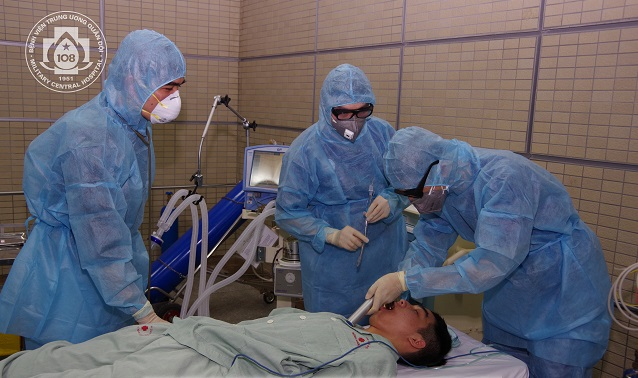 BỆNH VIỆN TRUNG ƯƠNG QUÂN ĐỘI
108
1951
MILITARY CENTRAL HOSPITAL